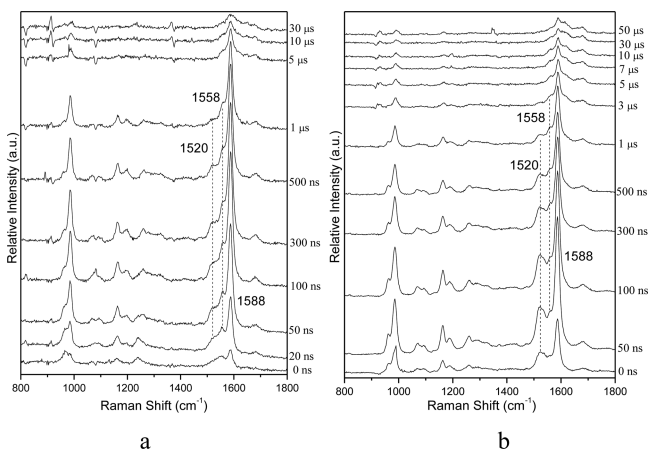 30 μs
10 μs
5 μs
1558
1 μs
1520
500 ns
300 ns
100 ns
1588
50 ns
20 ns
0 ns
Relative Intensity (a.u.)
800 1000 1200 1400 1600 1800
Raman Shift (cm⁻¹)
a
50 μs
30 μs
10 μs
7 μs
5 μs
3 μs
1558
1 μs
1520
500 ns
300 ns
1588
100 ns
50 ns
0 ns
Relative Intensity (a.u.)
800 1000 1200 1400 1600 1800
Raman Shift (cm⁻¹)
b